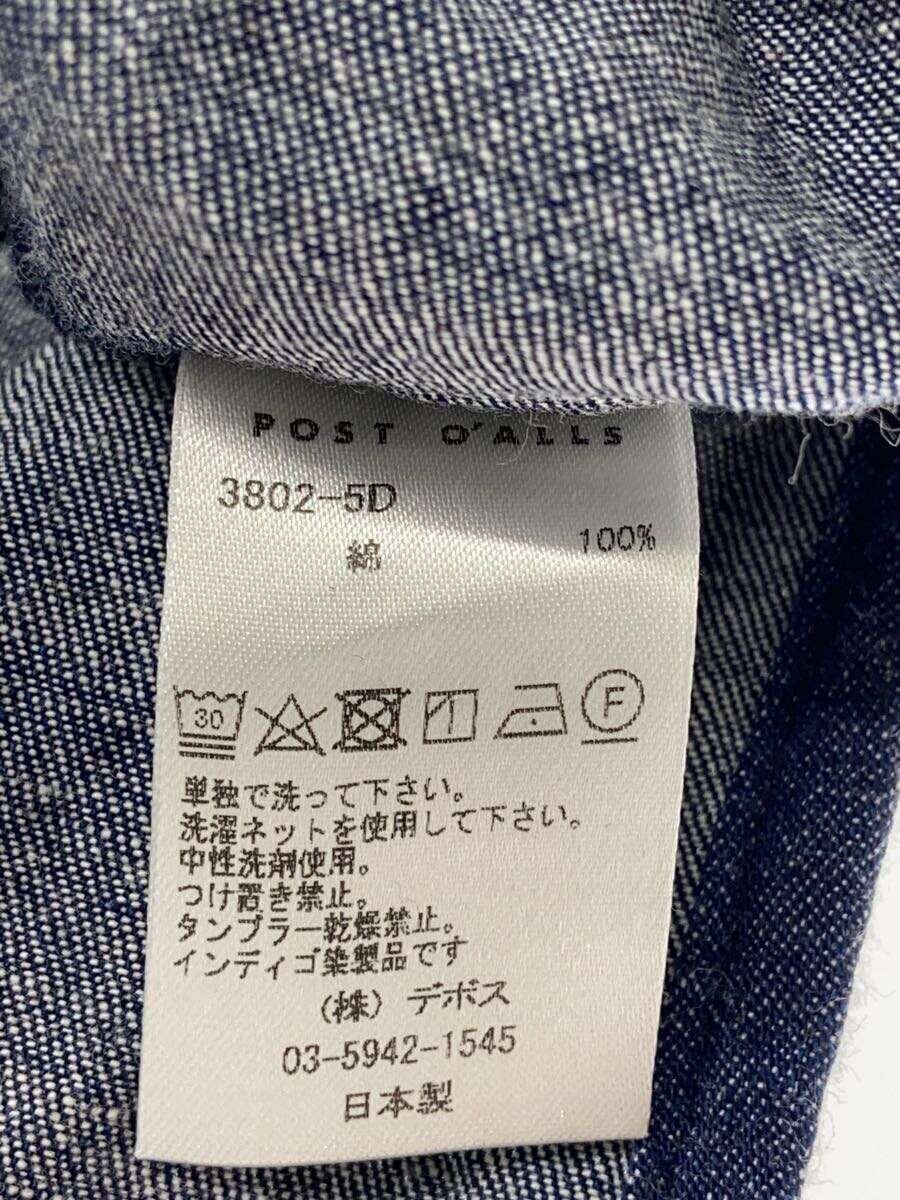 POST O'ALLS
3802-5D
綿 100%
30 F
単独で洗って下さい。
洗濯ネットを使用して下さい。
中性洗剤使用。
つけ置き禁止。
タンブラー乾燥禁止。
インディゴ染製品です
(株) デボス
03-5942-1545
日本製